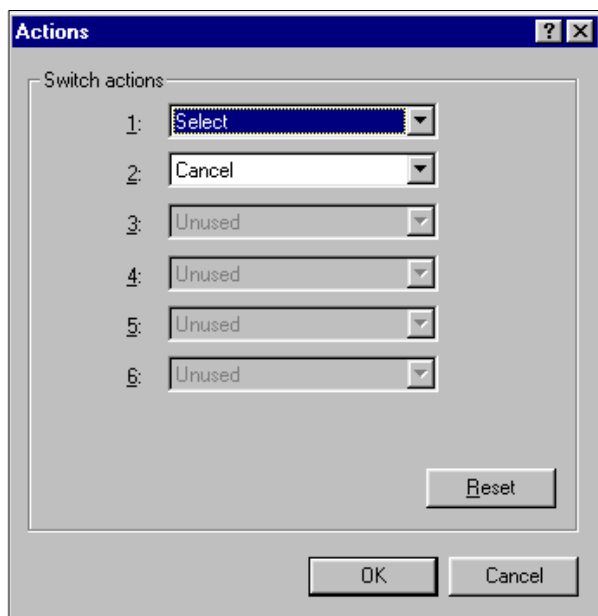 Actions
Switch actions
1: Select
2: Cancel
3: Unused
4: Unused
5: Unused
6: Unused
Reset
OK Cancel